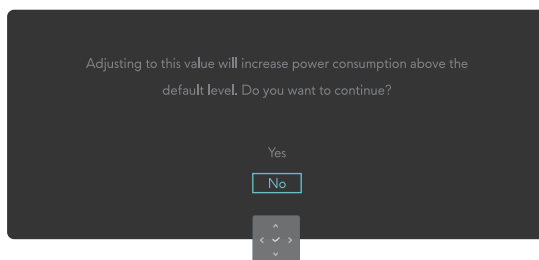 Adjusting to this value will increase power consumption above the
default level. Do you want to continue?
Yes
No